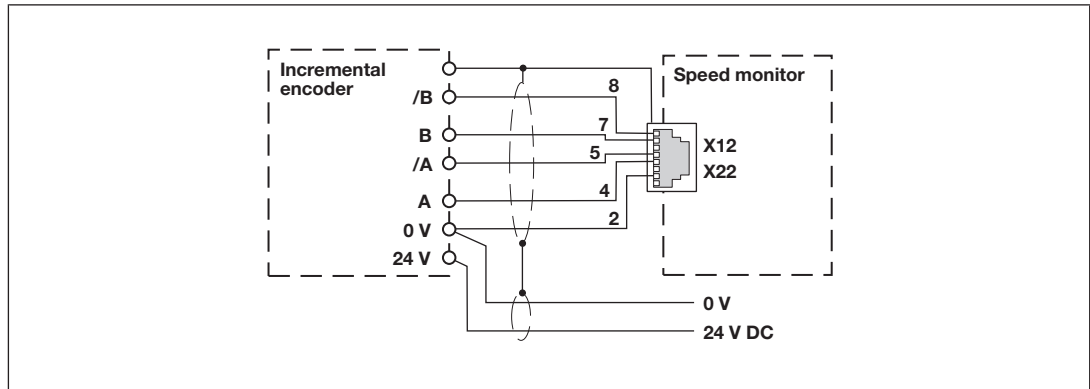 Incremental
encoder
Speed monitor
/B
8
B
7
X12
/A
5
X22
A
4
0 V
2
24 V
0 V
24 V DC